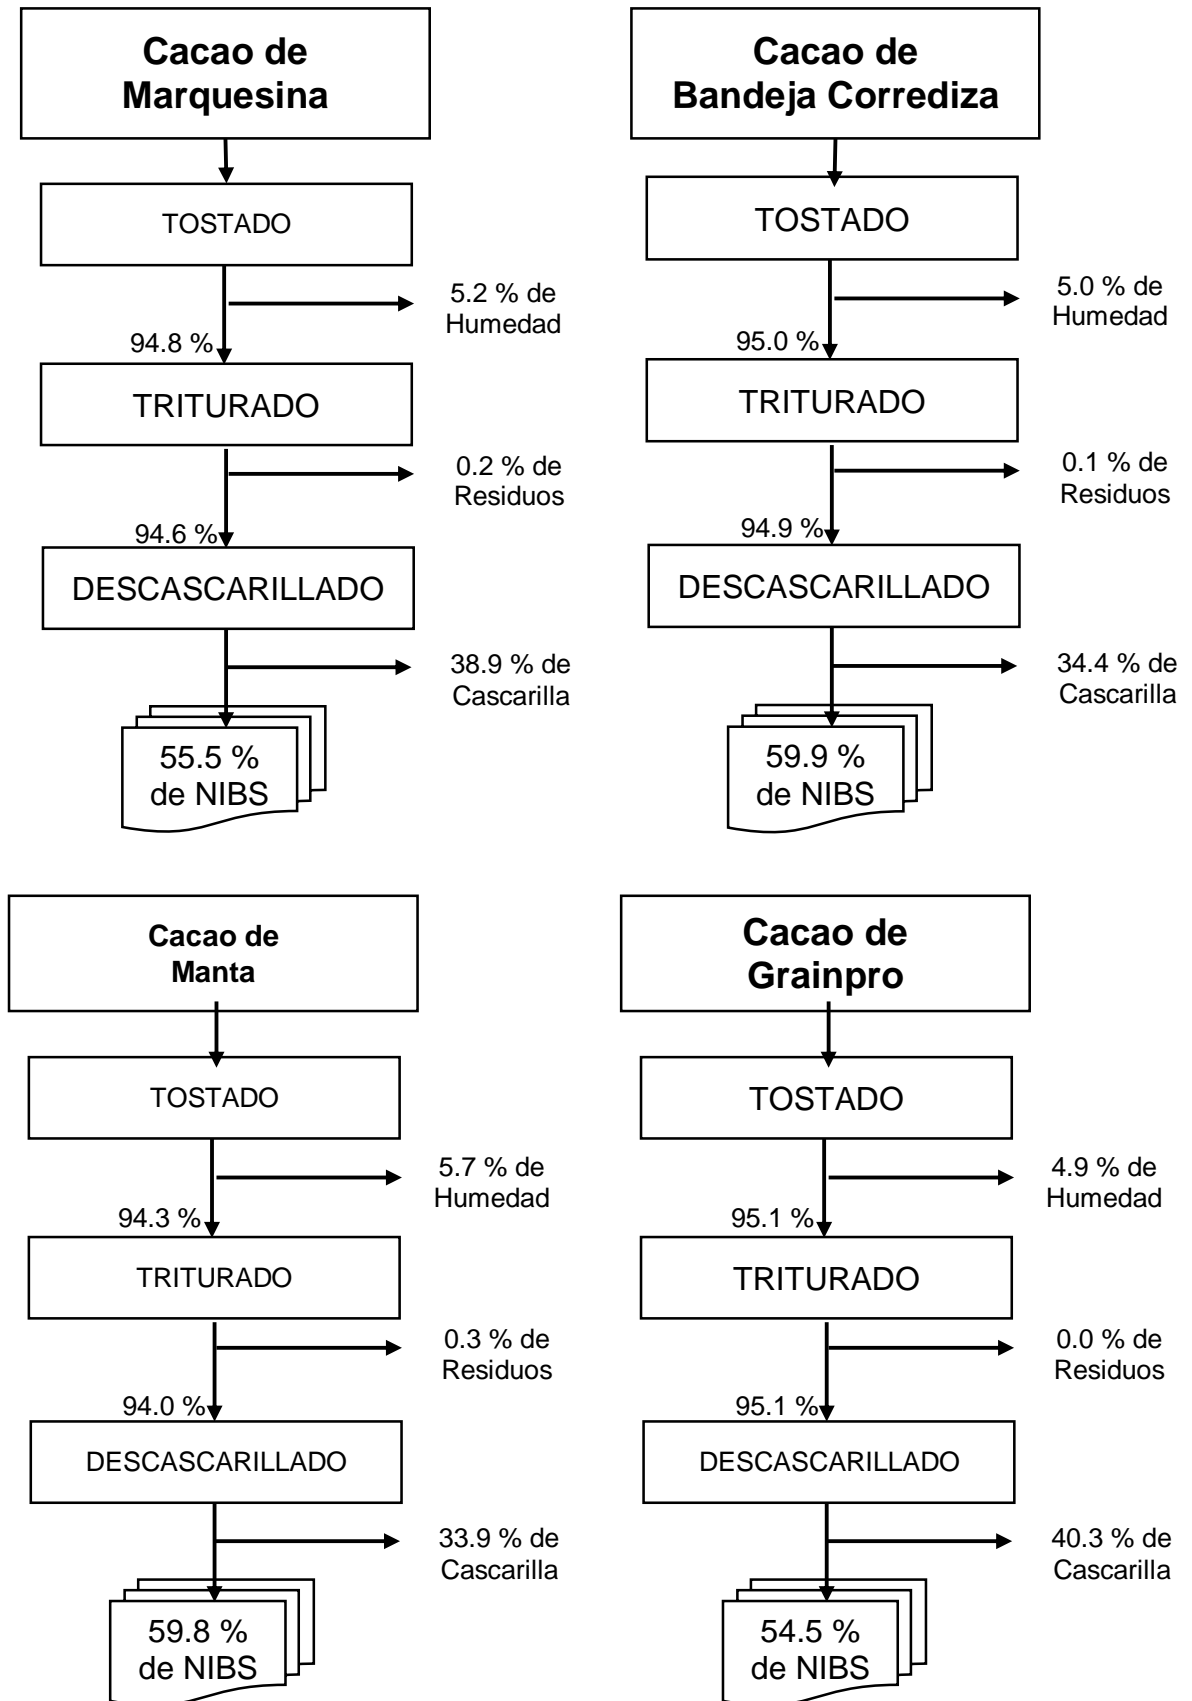 Cacao de
Marquesina
TOSTADO
5.2 % de
Humedad
94.8 %
TRITURADO
0.2 % de
Residuos
94.6 %
DESCASCARILLADO
38.9 % de
Cascarilla
55.5 %
de NIBS
Cacao de
Bandeja Corrediza
TOSTADO
5.0 % de
Humedad
95.0 %
TRITURADO
0.1 % de
Residuos
94.9 %
DESCASCARILLADO
34.4 % de
Cascarilla
59.9 %
de NIBS
Cacao de
Manta
TOSTADO
5.7 % de
Humedad
94.3 %
TRITURADO
0.3 % de
Residuos
94.0 %
DESCASCARILLADO
33.9 % de
Cascarilla
59.8 %
de NIBS
Cacao de
Grainpro
TOSTADO
4.9 % de
Humedad
95.1 %
TRITURADO
0.0 % de
Residuos
95.1 %
DESCASCARILLADO
40.3 % de
Cascarilla
54.5 %
de NIBS